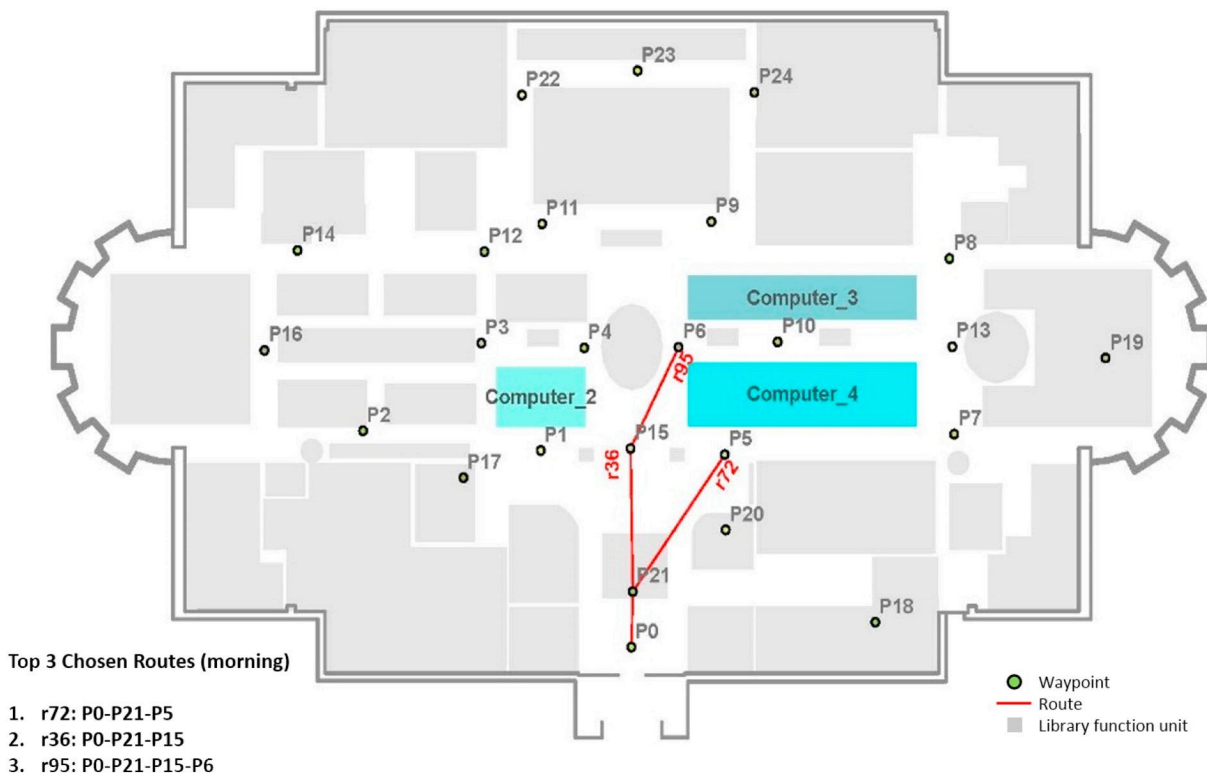 P23
P22
P24
P11
P9
P14
P12
P8
Computer_3
P3
P4
P6
P10
P13
P16
P19
r95
Computer_2
Computer_4
P2
P1
P15
P5
P7
r36
r72
P17
P20
P21
P18
P0
Top 3 Chosen Routes (morning)
1. r72: P0-P21-P5
2. r36: P0-P21-P15
3. r95: P0-P21-P15-P6
Waypoint
Route
Library function unit